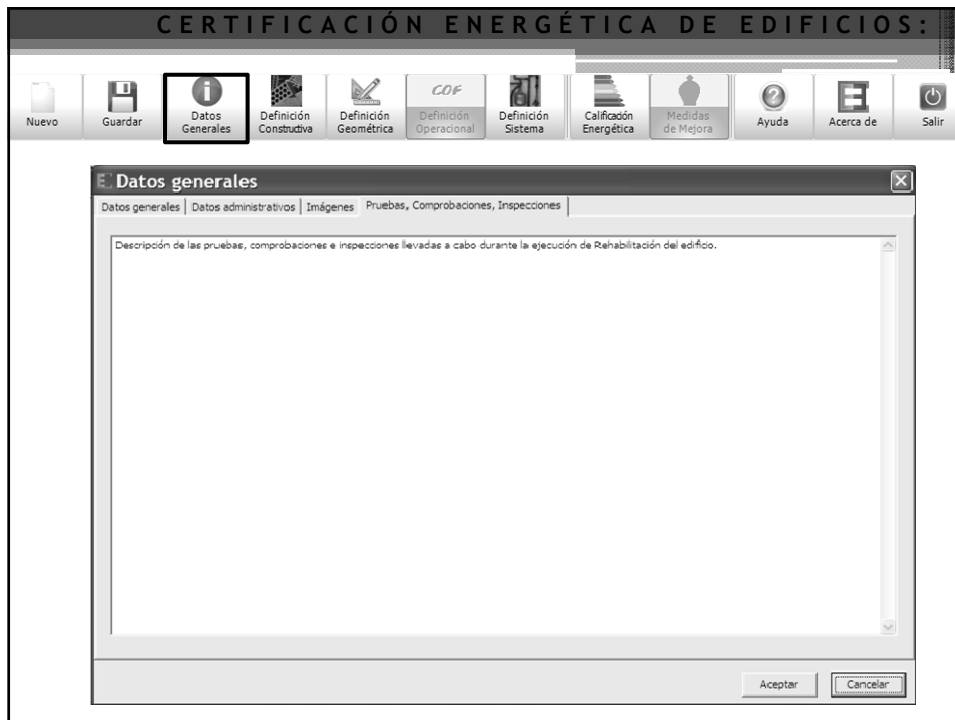 CERTIFICACIÓN ENERGÉTICA DE EDIFICIOS:
Nuevo
Guardar
Datos
Generales
Definición
Constructiva
Definición
Geométrica
COF
Definición
Operacional
Definición
Sistema
Calificación
Energética
Medidas
de Mejora
Ayuda
Acerca de
Salir
Datos generales
Datos generales Datos administrativos Imágenes Pruebas, Comprobaciones, Inspecciones
Descripción de las pruebas, comprobaciones e inspecciones llevadas a cabo durante la ejecución de Rehabilitación del edificio.
Aceptar Cancelar